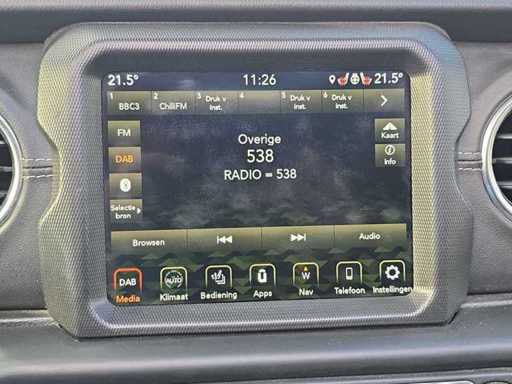 21.5° 11:26 21.5°
1 BBC3 2 ChillFM 3 Druk v inst. 4 5 Druk v inst. 6 Druk v inst.
FM
DAB
Selectie bron
Overige
538
RADIO = 538
Kaart
Info
Browsen Audio
DAB AUTO W
Media Klimaat Bediening Apps Nav Telefoon Instellingen